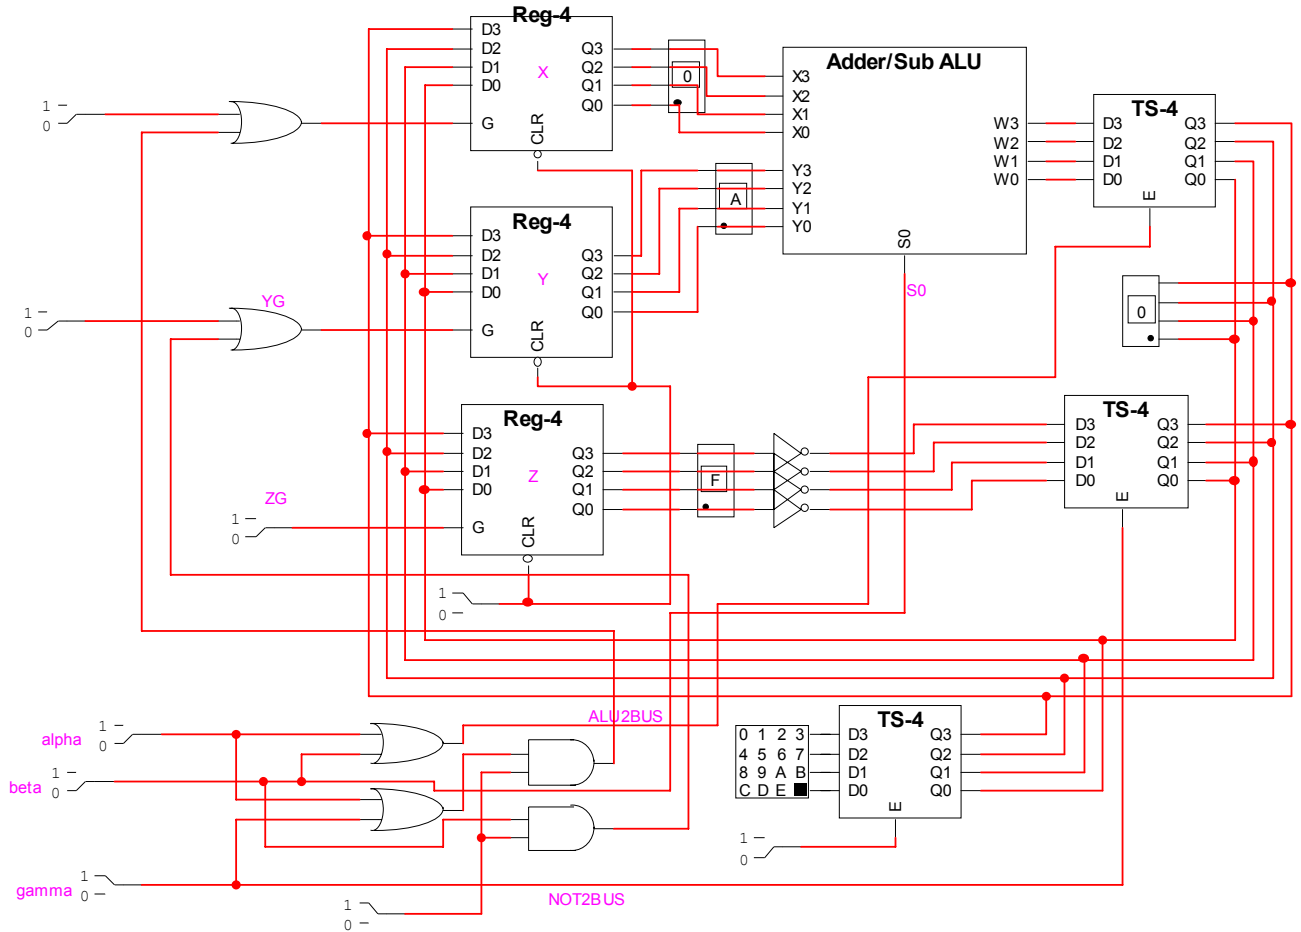 Reg-4
D3
D2 Q3
D1 X Q2
D0 Q1
Q0
G CLR
0
Adder/Sub ALU
X3
X2
X1
X0
Y3
Y2
Y1
Y0
W3
W2
W1
W0
S0
TS-4
D3 Q3
D2 Q2
D1 Q1
D0 Q0
E
1
0
A
Reg-4
D3
D2 Q3
D1 Y Q2
D0 Q1
Q0
G CLR
YG
1
0
S0
0
Reg-4
D3
D2 Q3
D1 Z Q2
D0 Q1
Q0
G CLR
ZG
1
0
F
TS-4
D3 Q3
D2 Q2
D1 Q1
D0 Q0
E
1
0
ALU2BUS
alpha 1
0
beta 1
0
gamma 1
0
1
0
NOT2BUS
0 1 2 3
4 5 6 7
8 9 A B
C D E
TS-4
D3 Q3
D2 Q2
D1 Q1
D0 Q0
E
1
0